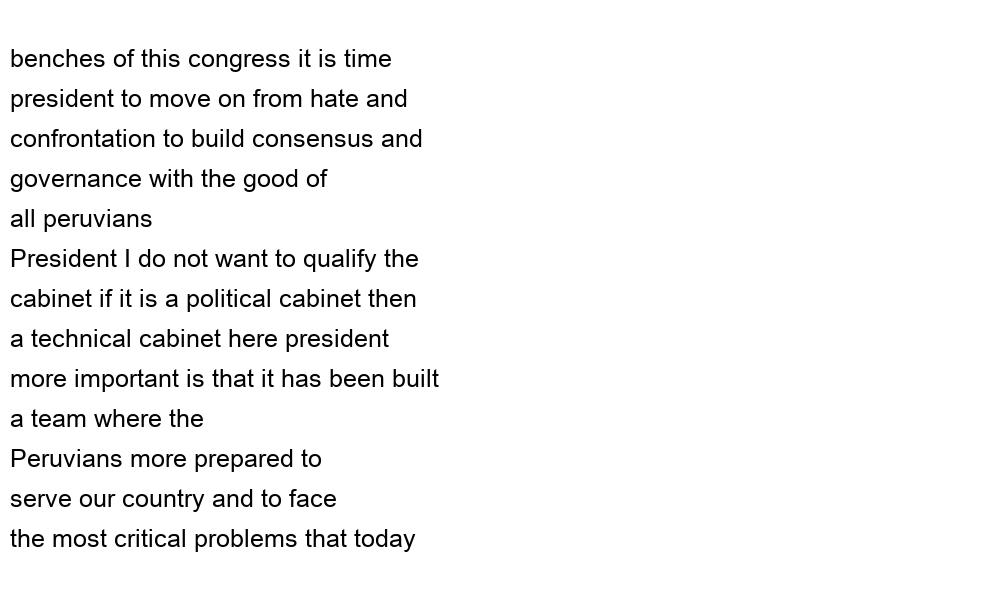 benches of this congress it is time
president to move on from hate and
confrontation to build consensus and
governance with the good of
all peruvians
President I do not want to qualify the
cabinet if it is a political cabinet then
a technical cabinet here president
more important is that it has been built
a team where the
Peruvians more prepared to
serve our country and to face
the most critical problems that today